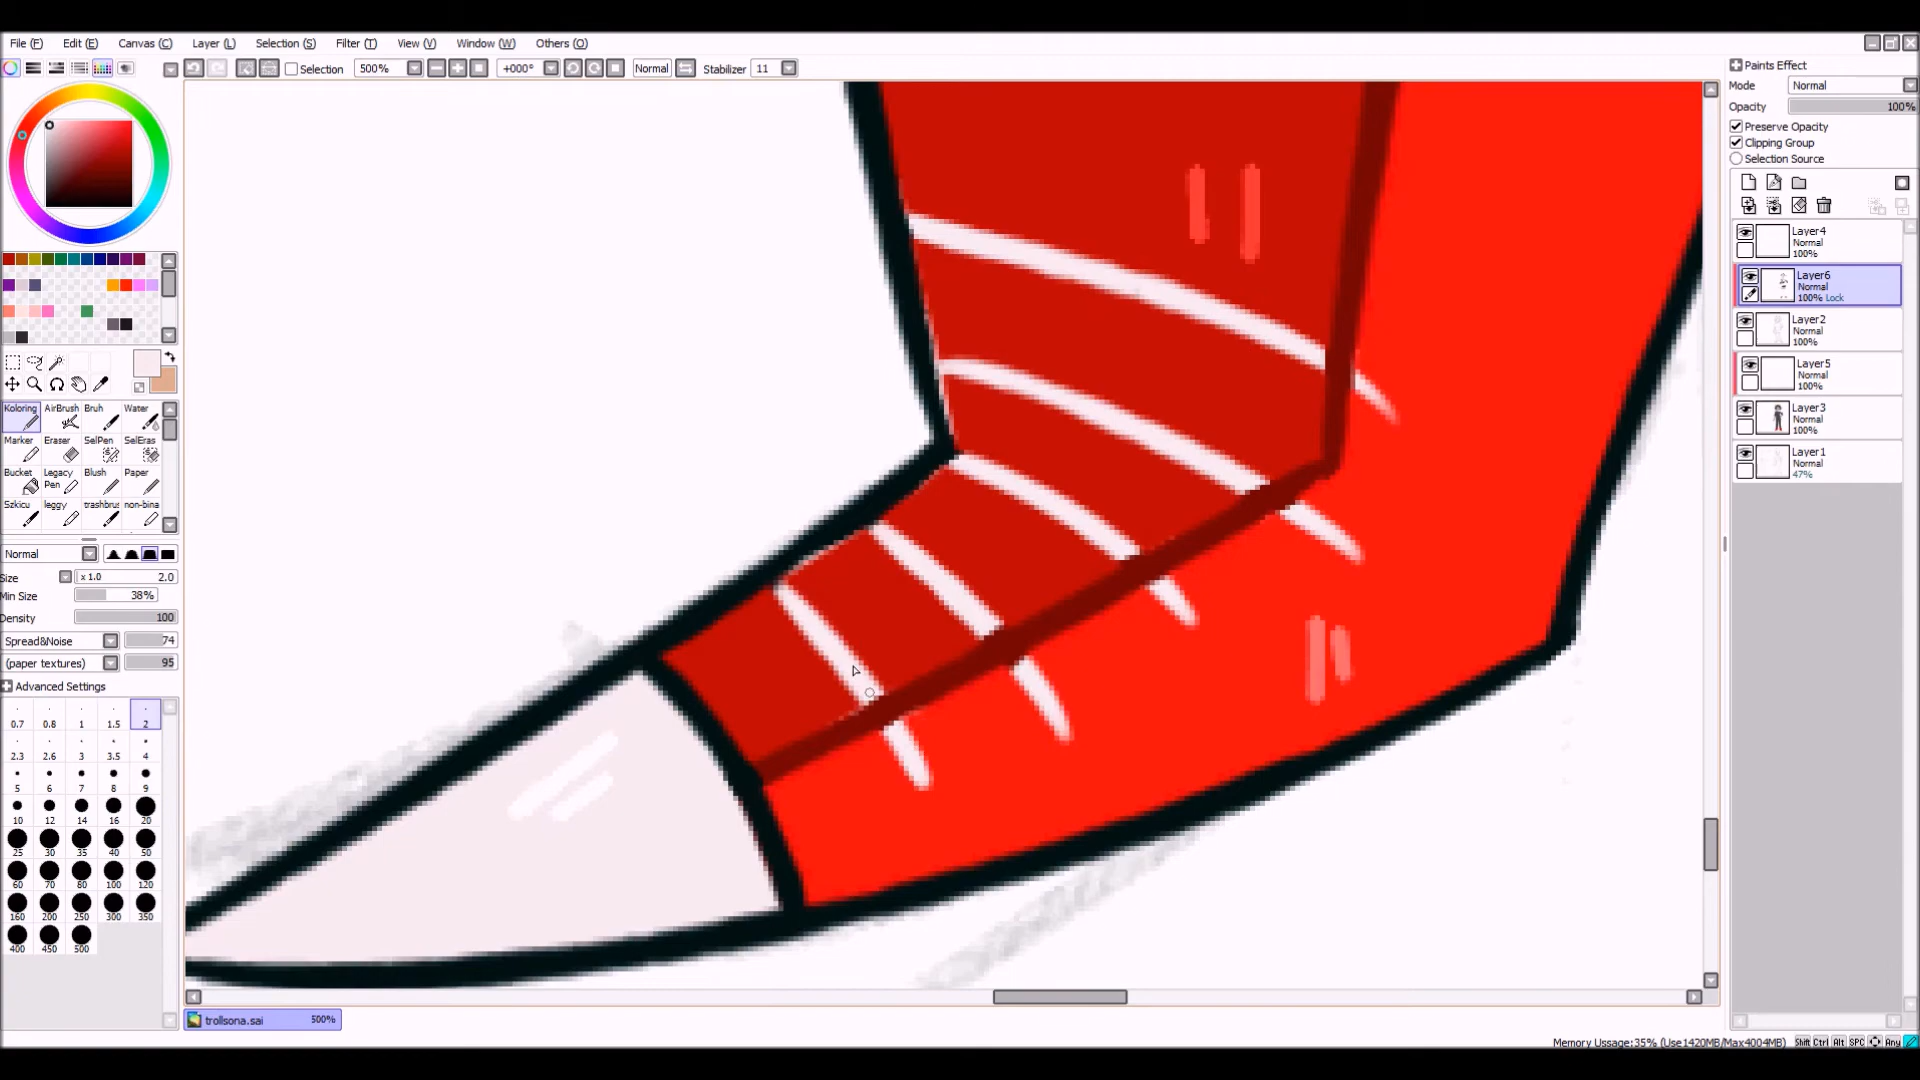 File (F) Edit (E) Canvas (C) Layer (L) Selection (S) Filter (T) View (V) Window (W) Others (O)
Selection 500% +000° Normal Stabilizer 11
Paints Effect
Mode Normal
Opacity 100%
Preserve Opacity
Clipping Group
Selection Source
Layer4
Normal
100%
Layer6
Normal
100% Lock
Layer2
Normal
100%
Layer5
Normal
100%
Layer3
Normal
100%
Layer1
Normal
47%
Koloring AirBrush Bruh Water
Marker Eraser SelPen SelEras
Bucket Legacy Pen Blush Paper
Szkicu leggy trashbrus non-bina
Normal
Size x 1.0 2.0
Min Size 38%
Density 100
Spread&Noise 74
(paper textures) 95
Advanced Settings
0.7 0.8 1 1.5 2
2.3 2.6 3 3.5 4
5 6 7 8 9
10 12 14 16 20
25 30 35 40 50
60 70 80 100 120
160 200 250 300 350
400 450 500
trollsona.sai 500%
Memory Ussage:35% (Use1420MB/Max4004MB) Shift Ctrl Alt SPC Any